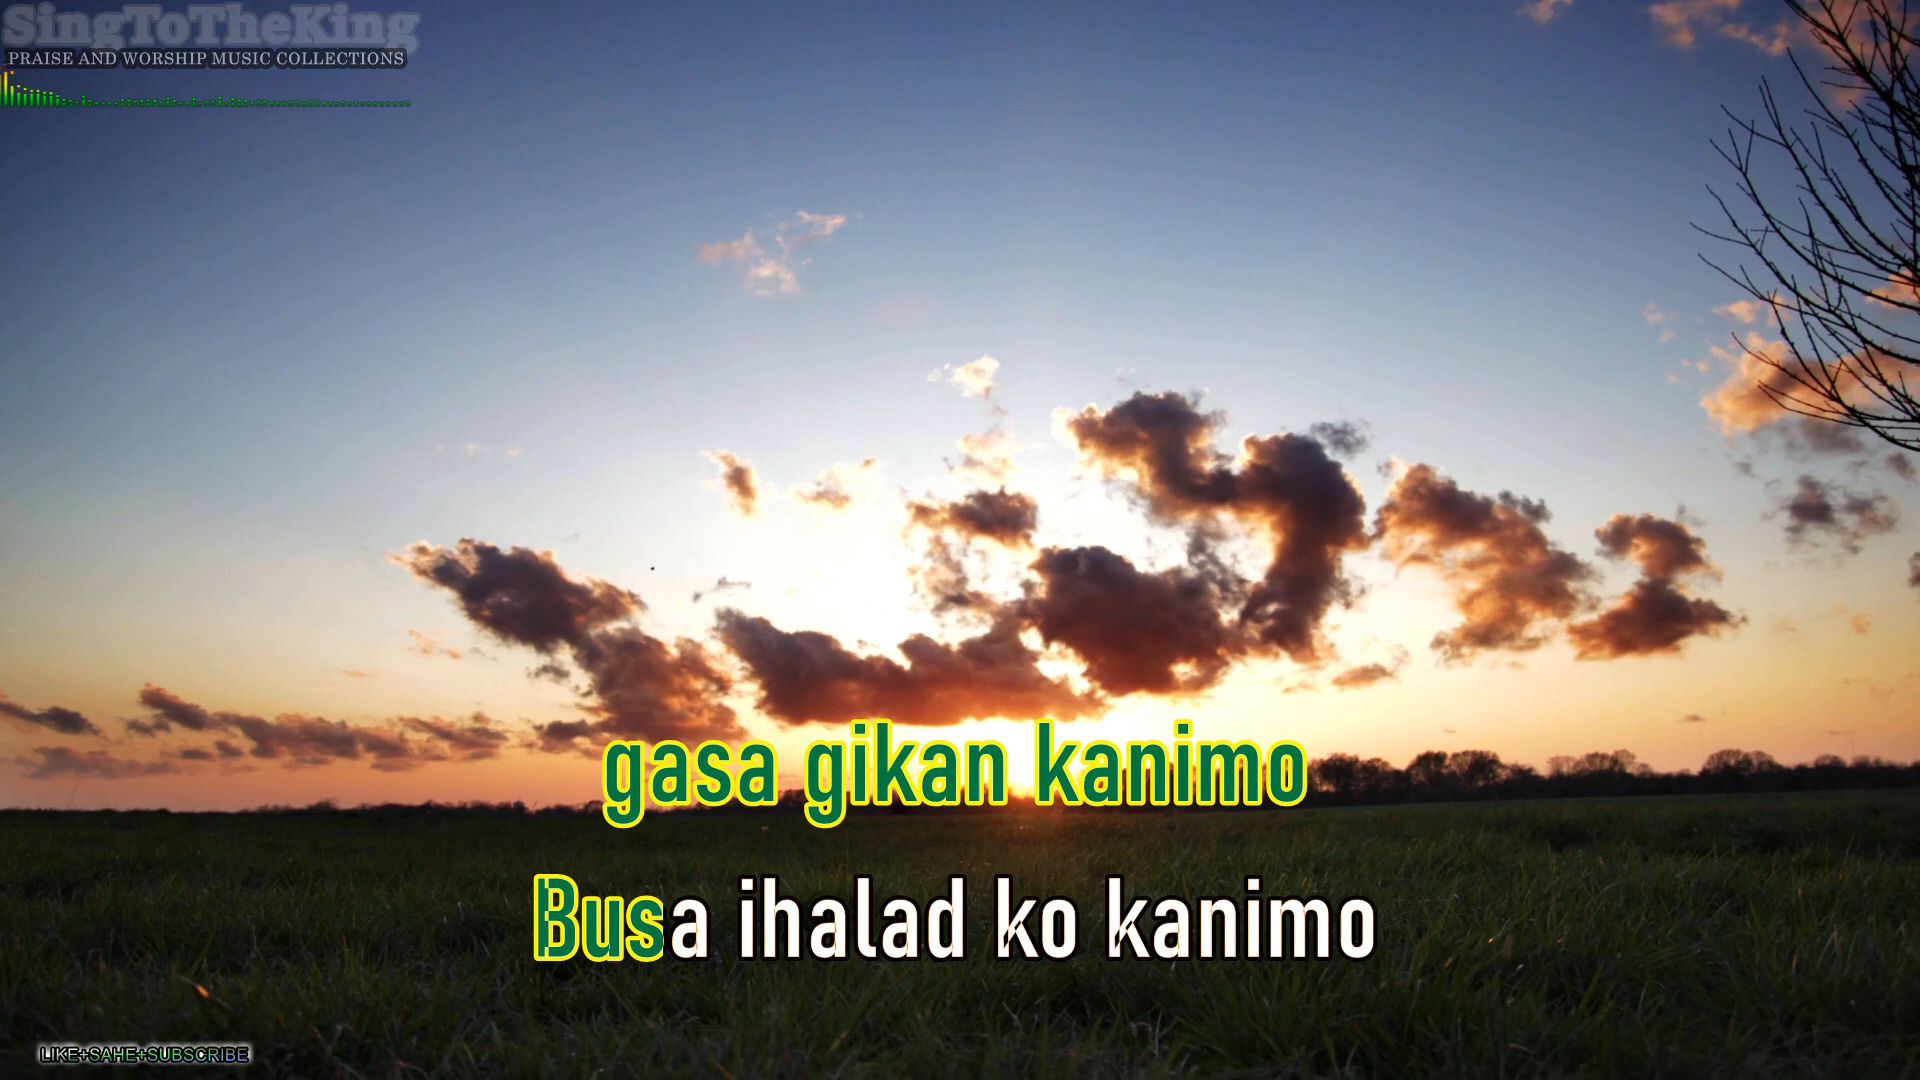 SingToTheKing
PRAISE AND WORSHIP MUSIC COLLECTIONS
gasa gikan kanimo
Busa ihalad ko kanimo
LIKE+SAHE+SUBSCRIBE